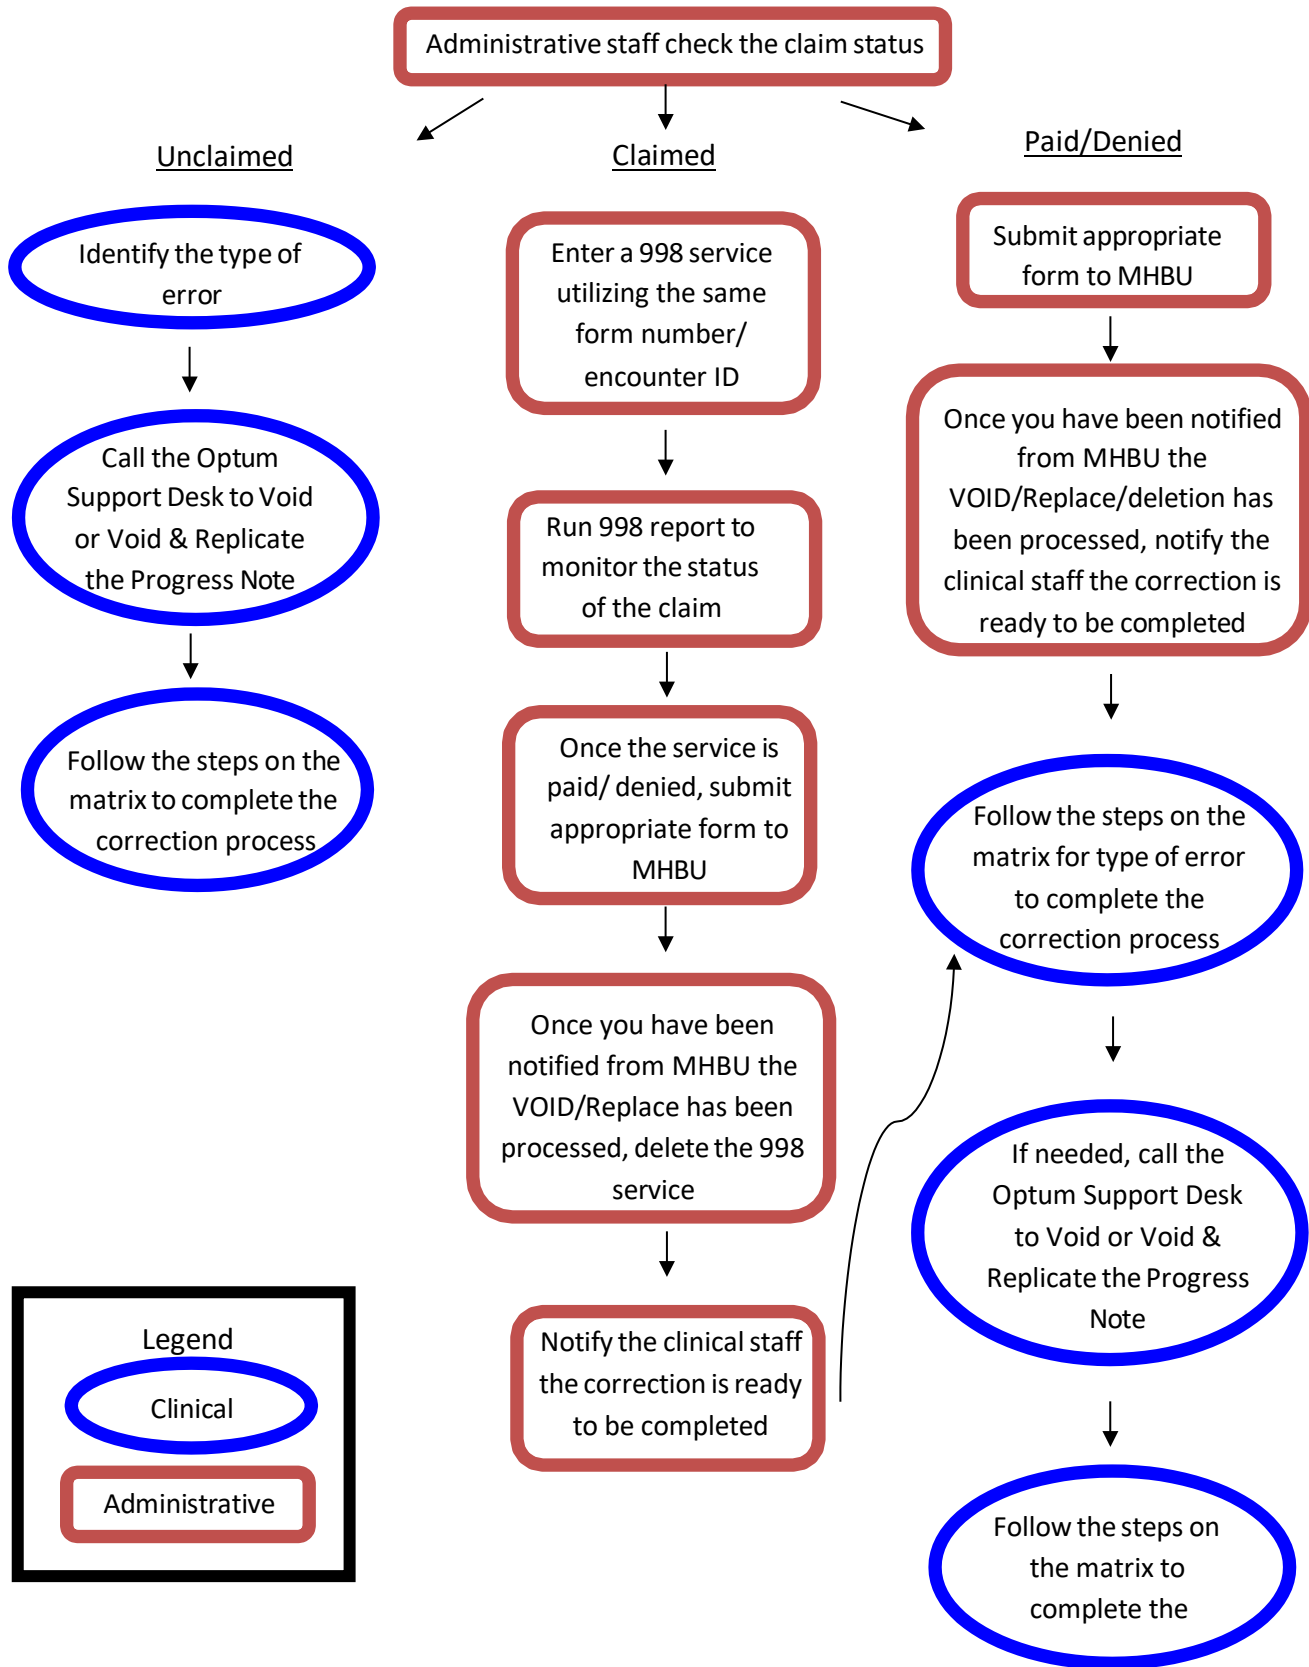 Administrative staff check the claim status
Unclaimed
Identify the type of
error
Call the Optum
Support Desk to Void
or Void & Replicate
the Progress Note
Follow the steps on the
matrix to complete the
correction process
Claimed
Enter a 998 service
utilizing the same
form number/
encounter ID
Run 998 report to
monitor the status
of the claim
Once the service is
paid/ denied, submit
appropriate form to
MHBU
Once you have been
notified from MHBU the
VOID/Replace has been
processed, delete the 998
service
Notify the clinical staff
the correction is ready
to be completed
Paid/Denied
Submit appropriate
form to MHBU
Once you have been notified
from MHBU the
VOID/Replace/deletion has
been processed, notify the
clinical staff the correction is
ready to be completed
Follow the steps on the
matrix for type of error
to complete the
correction process
If needed, call the
Optum Support Desk
to Void or Void &
Replicate the Progress
Note
Follow the steps on
the matrix to
complete the
Legend
Clinical
Administrative